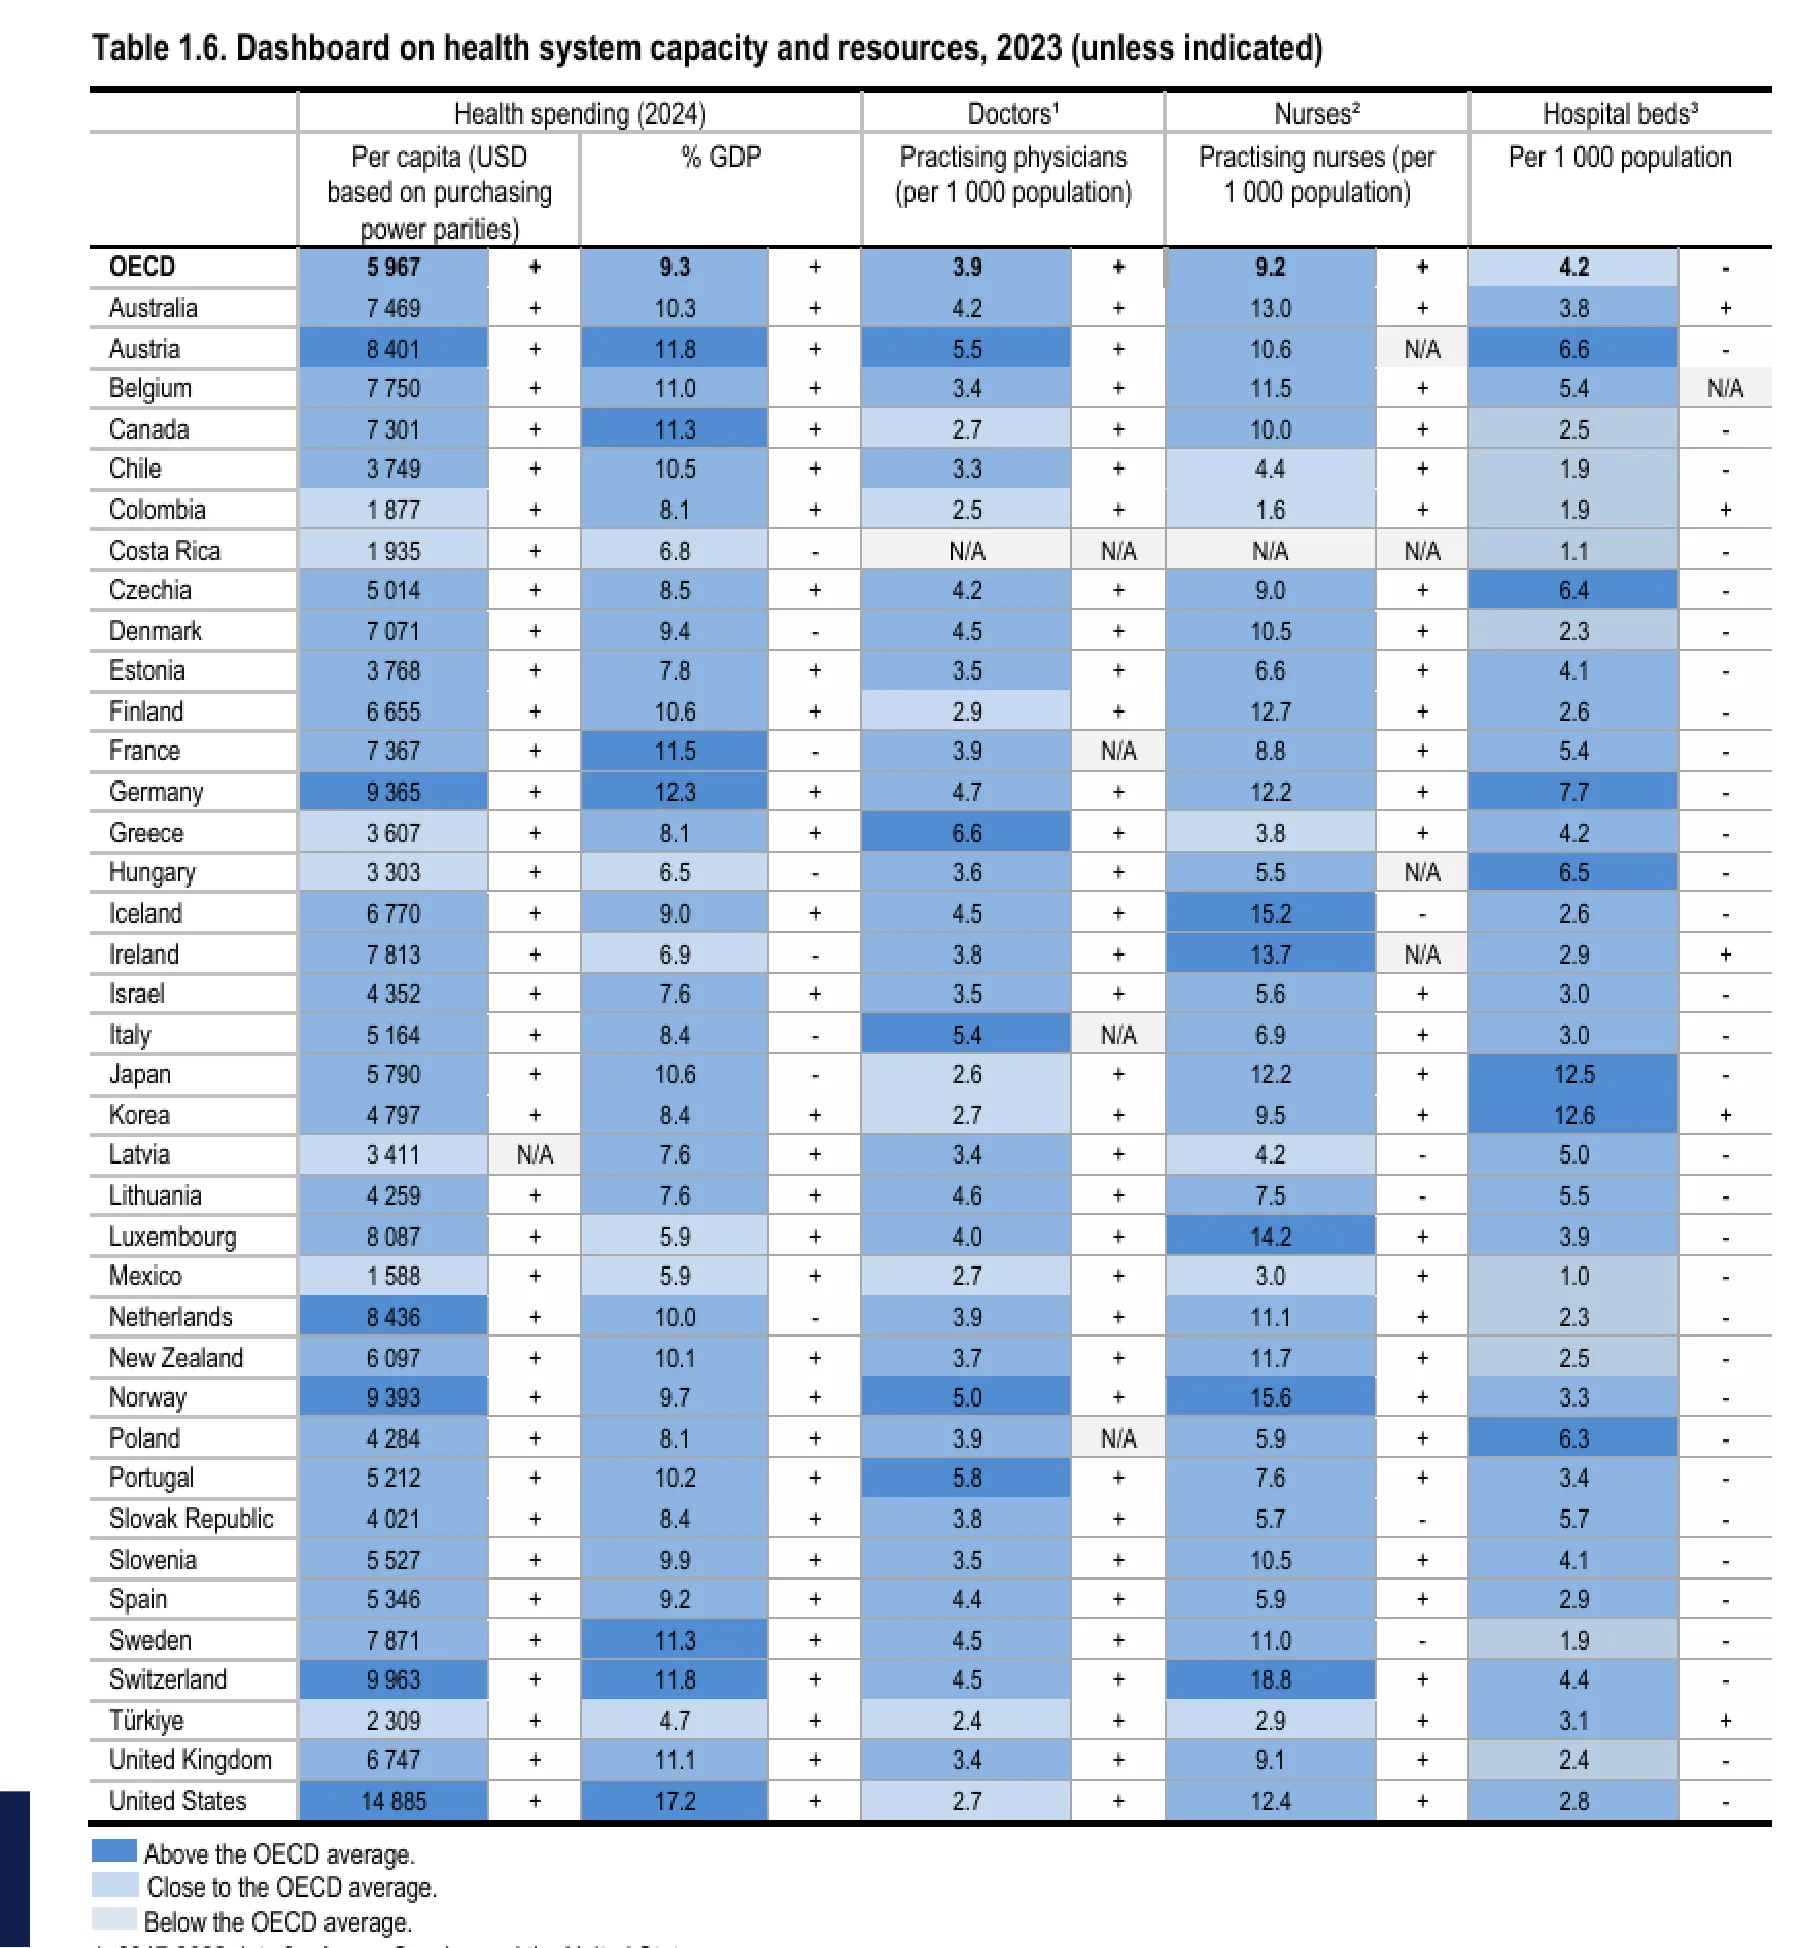 Table 1.6. Dashboard on health system capacity and resources, 2023 (unless indicated)
Health spending (2024) Doctors¹ Nurses² Hospital beds³
Per capita (USD based on purchasing power parities) % GDP Practising physicians (per 1 000 population) Practising nurses (per 1 000 population) Per 1 000 population
OECD 5 967 + 9.3 + 3.9 + 9.2 + 4.2 -
Australia 7 469 + 10.3 + 4.2 + 13.0 + 3.8 +
Austria 8 401 + 11.8 + 5.5 + 10.6 N/A 6.6 -
Belgium 7 750 + 11.0 + 3.4 + 11.5 + 5.4 N/A
Canada 7 301 + 11.3 + 2.7 + 10.0 + 2.5 -
Chile 3 749 + 10.5 + 3.3 + 4.4 + 1.9 -
Colombia 1 877 + 8.1 + 2.5 + 1.6 + 1.9 +
Costa Rica 1 935 + 6.8 - N/A N/A N/A N/A 1.1 -
Czechia 5 014 + 8.5 + 4.2 + 9.0 + 6.4 -
Denmark 7 071 + 9.4 - 4.5 + 10.5 + 2.3 -
Estonia 3 768 + 7.8 + 3.5 + 6.6 + 4.1 -
Finland 6 655 + 10.6 + 2.9 + 12.7 + 2.6 -
France 7 367 + 11.5 - 3.9 N/A 8.8 + 5.4 -
Germany 9 365 + 12.3 + 4.7 + 12.2 + 7.7 -
Greece 3 607 + 8.1 + 6.6 + 3.8 + 4.2 -
Hungary 3 303 + 6.5 - 3.6 + 5.5 N/A 6.5 -
Iceland 6 770 + 9.0 + 4.5 + 15.2 - 2.6 -
Ireland 7 813 + 6.9 - 3.8 + 13.7 N/A 2.9 +
Israel 4 352 + 7.6 + 3.5 + 5.6 + 3.0 -
Italy 5 164 + 8.4 - 5.4 N/A 6.9 + 3.0 -
Japan 5 790 + 10.6 - 2.6 + 12.2 + 12.5 -
Korea 4 797 + 8.4 + 2.7 + 9.5 + 12.6 +
Latvia 3 411 N/A 7.6 + 3.4 + 4.2 - 5.0 -
Lithuania 4 259 + 7.6 + 4.6 + 7.5 - 5.5 -
Luxembourg 8 087 + 5.9 + 4.0 + 14.2 + 3.9 -
Mexico 1 588 + 5.9 + 2.7 + 3.0 + 1.0 -
Netherlands 8 436 + 10.0 - 3.9 + 11.1 + 2.3 -
New Zealand 6 097 + 10.1 + 3.7 + 11.7 + 2.5 -
Norway 9 393 + 9.7 + 5.0 + 15.6 + 3.3 -
Poland 4 284 + 8.1 + 3.9 N/A 5.9 + 6.3 -
Portugal 5 212 + 10.2 + 5.8 + 7.6 + 3.4 -
Slovak Republic 4 021 + 8.4 + 3.8 + 5.7 - 5.7 -
Slovenia 5 527 + 9.9 + 3.5 + 10.5 + 4.1 -
Spain 5 346 + 9.2 + 4.4 + 5.9 + 2.9 -
Sweden 7 871 + 11.3 + 4.5 + 11.0 - 1.9 -
Switzerland 9 963 + 11.8 + 4.5 + 18.8 + 4.4 -
Türkiye 2 309 + 4.7 + 2.4 + 2.9 + 3.1 +
United Kingdom 6 747 + 11.1 + 3.4 + 9.1 + 2.4 -
United States 14 885 + 17.2 + 2.7 + 12.4 + 2.8 -
Above the OECD average.
Close to the OECD average.
Below the OECD average.